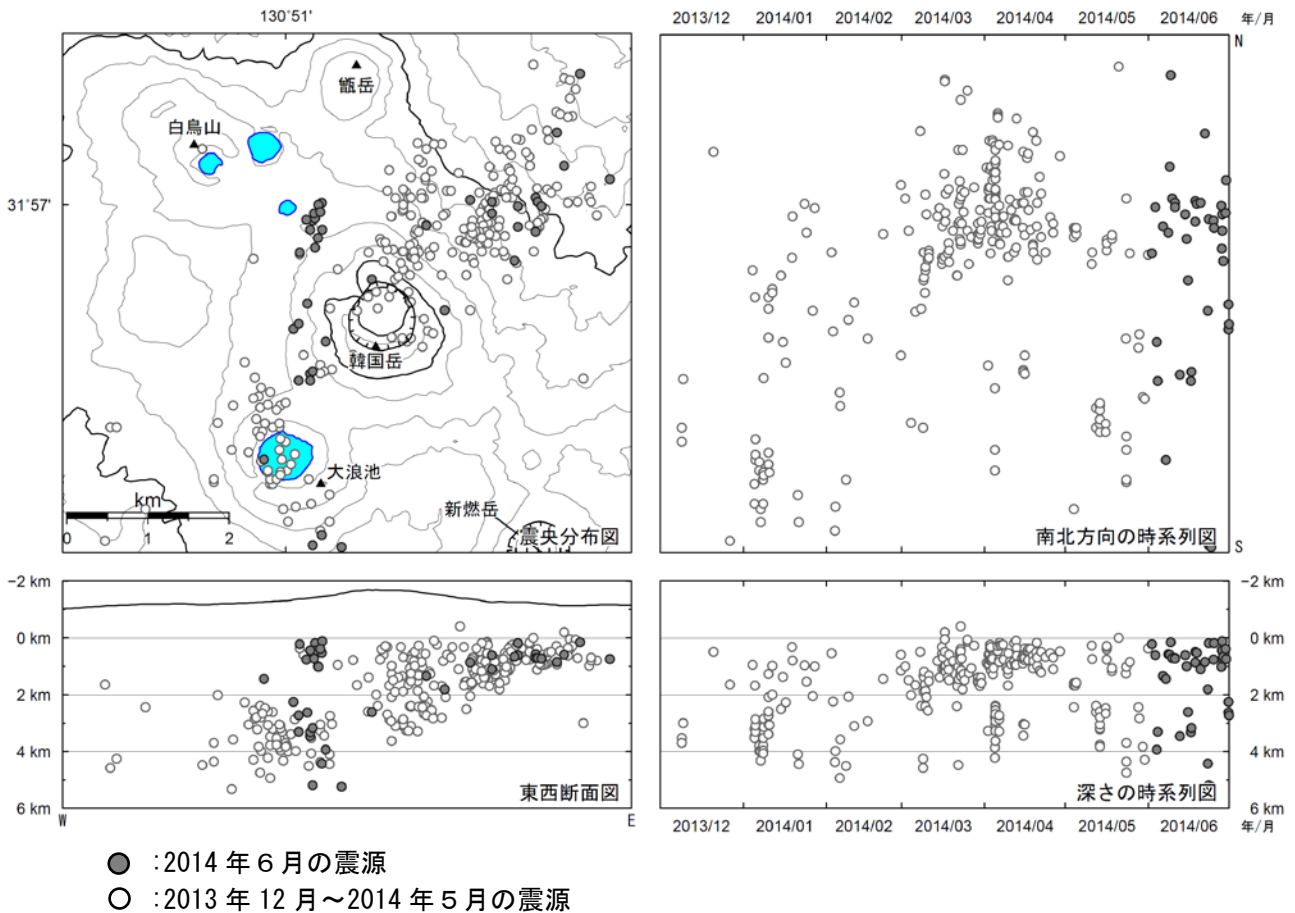 130°51'
2013/12 2014/01 2014/02 2014/03 2014/04 2014/05 2014/06 年/月
N
甑岳
白鳥山
31°57'
韓国岳
大浪池
km
新燃岳
0 1 2
震央分布図
南北方向の時系列図
S
-2 km
0 km
2 km
4 km
6 km
東西断面図
W
E
-2 km
0 km
2 km
4 km
6 km
深さの時系列図
2013/12 2014/01 2014/02 2014/03 2014/04 2014/05 2014/06 年/月
:2014 年6月の震源
:2013 年 12 月~2014 年5月の震源